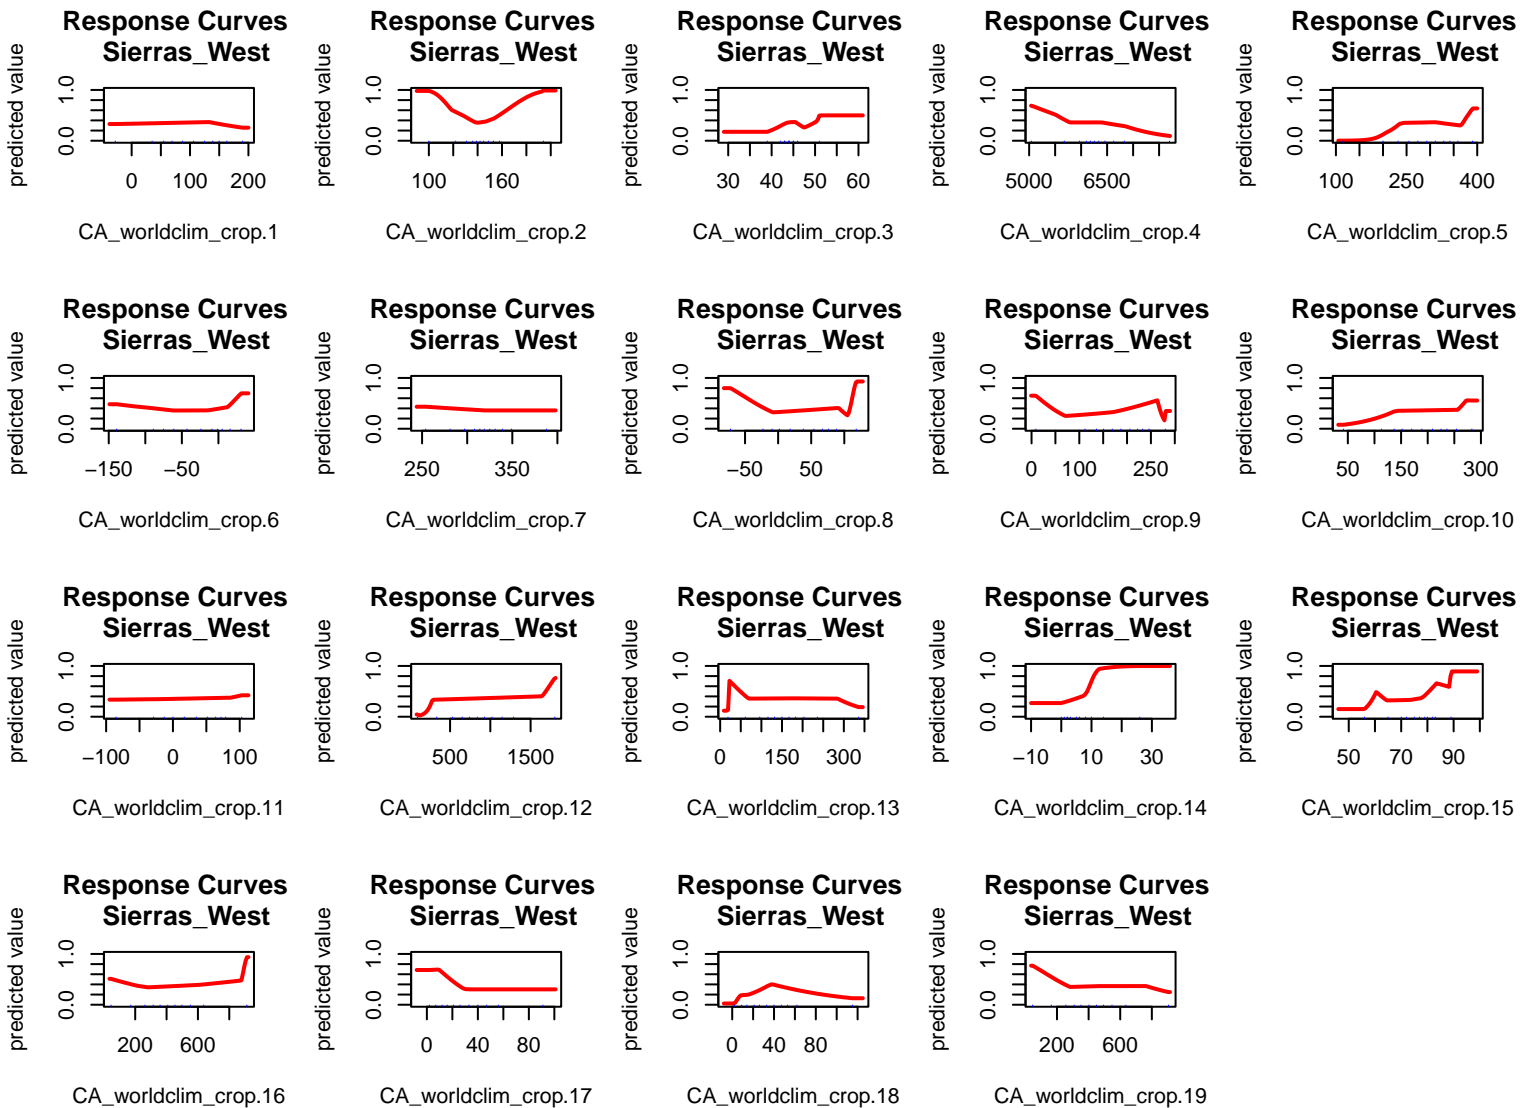 Response Curves
Sierras_West
predicted value
0.0 1.0
0 100 200
CA_worldclim_crop.1
Response Curves
Sierras_West
predicted value
0.0 1.0
100 160
CA_worldclim_crop.2
Response Curves
Sierras_West
predicted value
0.0 1.0
30 40 50 60
CA_worldclim_crop.3
Response Curves
Sierras_West
predicted value
0.0 1.0
5000 6500
CA_worldclim_crop.4
Response Curves
Sierras_West
predicted value
0.0 1.0
100 250 400
CA_worldclim_crop.5
Response Curves
Sierras_West
predicted value
0.0 1.0
−150 −50
CA_worldclim_crop.6
Response Curves
Sierras_West
predicted value
0.0 1.0
250 350
CA_worldclim_crop.7
Response Curves
Sierras_West
predicted value
0.0 1.0
−50 50
CA_worldclim_crop.8
Response Curves
Sierras_West
predicted value
0.0 1.0
0 100 250
CA_worldclim_crop.9
Response Curves
Sierras_West
predicted value
0.0 1.0
50 150 300
CA_worldclim_crop.10
Response Curves
Sierras_West
predicted value
0.0 1.0
−100 0 100
CA_worldclim_crop.11
Response Curves
Sierras_West
predicted value
0.0 1.0
500 1500
CA_worldclim_crop.12
Response Curves
Sierras_West
predicted value
0.0 1.0
0 150 300
CA_worldclim_crop.13
Response Curves
Sierras_West
predicted value
0.0 1.0
−10 10 30
CA_worldclim_crop.14
Response Curves
Sierras_West
predicted value
0.0 1.0
50 70 90
CA_worldclim_crop.15
Response Curves
Sierras_West
predicted value
0.0 1.0
200 600
CA_worldclim_crop.16
Response Curves
Sierras_West
predicted value
0.0 1.0
0 40 80
CA_worldclim_crop.17
Response Curves
Sierras_West
predicted value
0.0 1.0
0 40 80
CA_worldclim_crop.18
Response Curves
Sierras_West
predicted value
0.0 1.0
200 600
CA_worldclim_crop.19